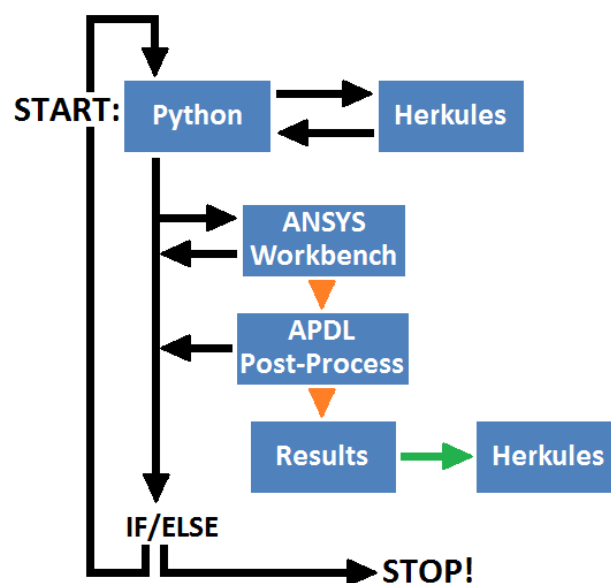 START:
Python
Herkules
ANSYS
Workbench
APDL
Post-Process
Results
Herkules
IF/ELSE
STOP!